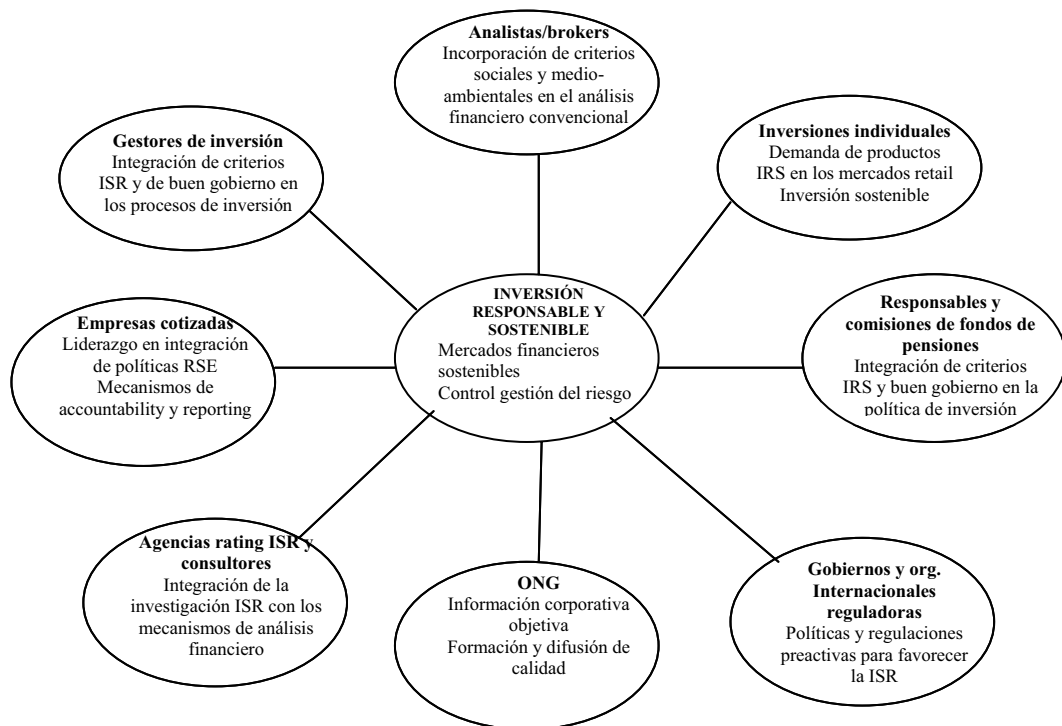 Analistas/brokers
Incorporación de criterios
sociales y medio-
ambientales en el análisis
financiero convencional
Gestores de inversión
Integración de criterios
ISR y de buen gobierno en
los procesos de inversión
Inversiones individuales
Demanda de productos
IRS en los mercados retail
Inversión sostenible
INVERSIÓN
RESPONSABLE Y
SOSTENIBLE
Mercados financieros
sostenibles
Control gestión del riesgo
Empresas cotizadas
Liderazgo en integración
de políticas RSE
Mecanismos de
accountability y reporting
Responsables y
comisiones de fondos de
pensiones
Integración de criterios
IRS y buen gobierno en la
política de inversión
Agencias rating ISR y
consultores
Integración de la
investigación ISR con los
mecanismos de análisis
financiero
ONG
Información corporativa
objetiva
Formación y difusión de
calidad
Gobiernos y org.
Internacionales
reguladoras
Políticas y regulaciones
preactivas para favorecer
la ISR